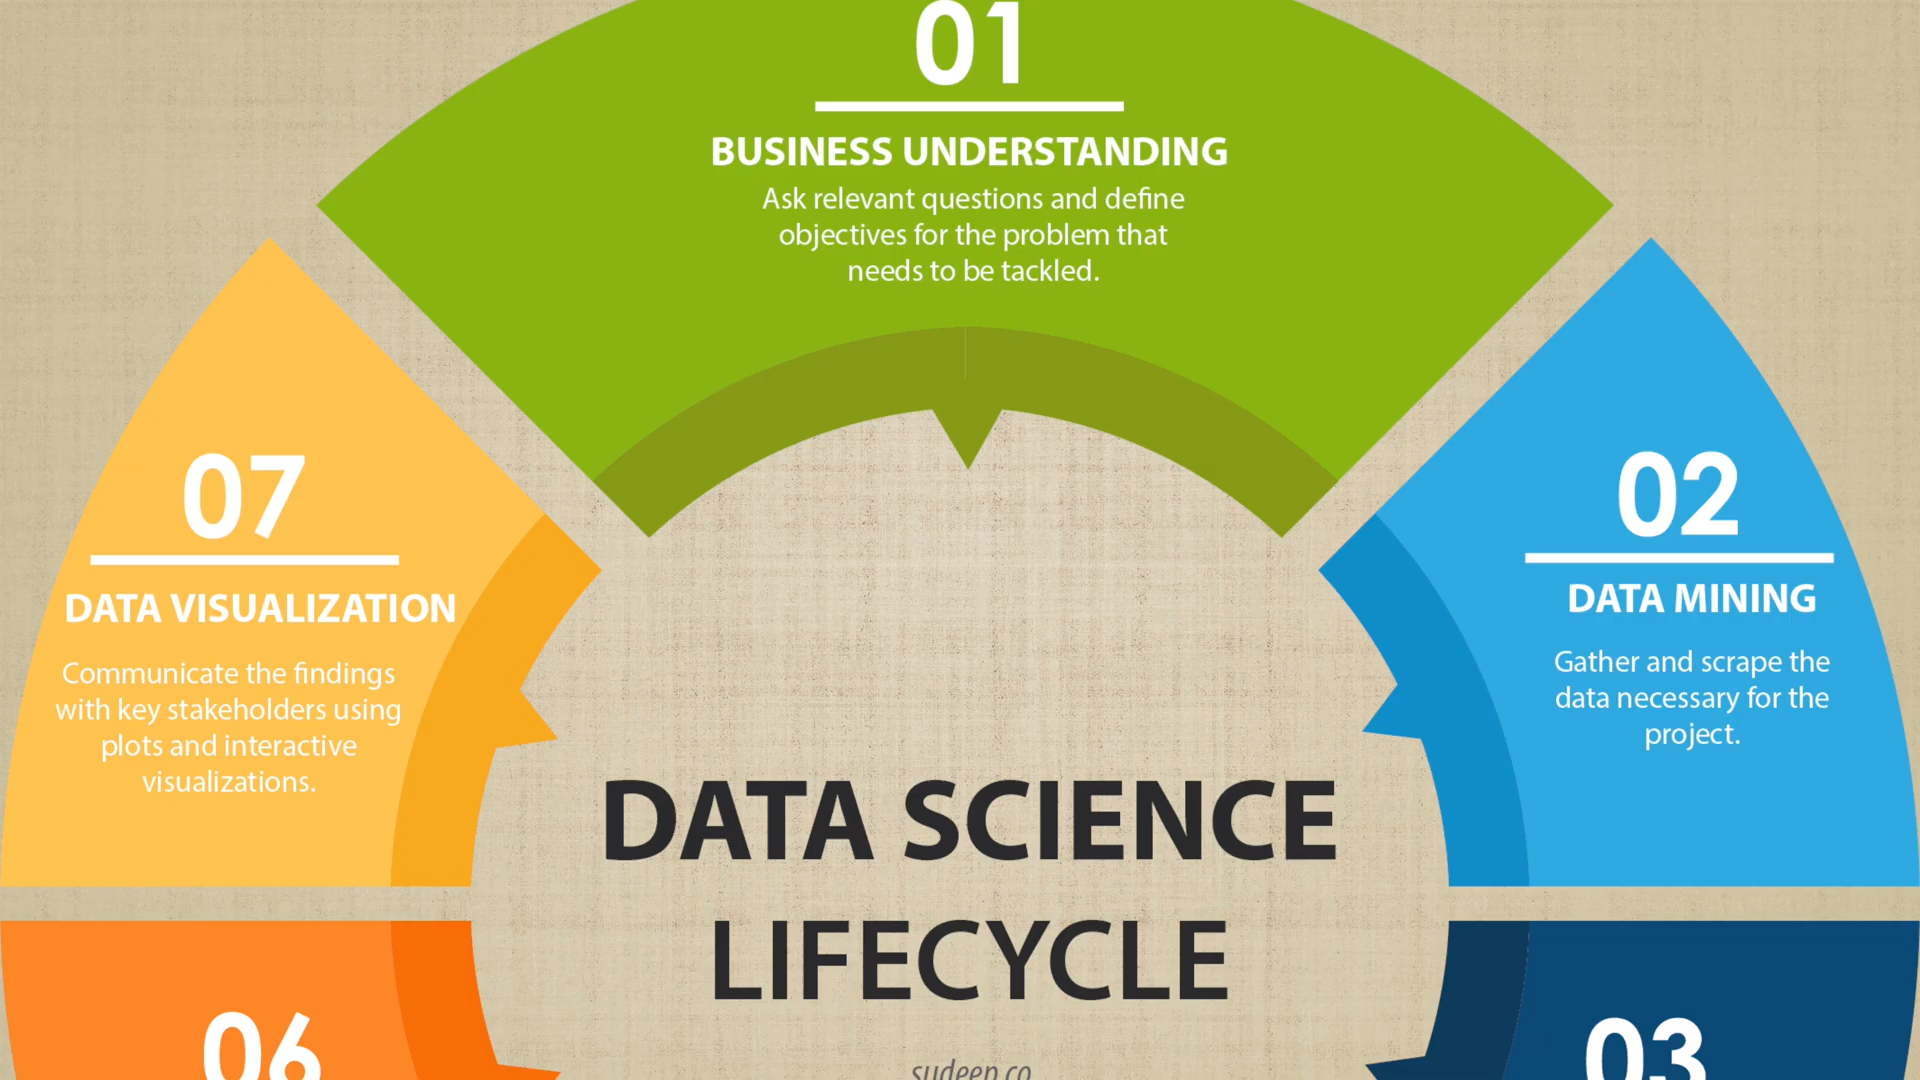 01
BUSINESS UNDERSTANDING
Ask relevant questions and define
objectives for the problem that
needs to be tackled.
02
DATA MINING
Gather and scrape the
data necessary for the
project.
07
DATA VISUALIZATION
Communicate the findings
with key stakeholders using
plots and interactive
visualizations.
DATA SCIENCE
LIFECYCLE
sudeen.co
06
03